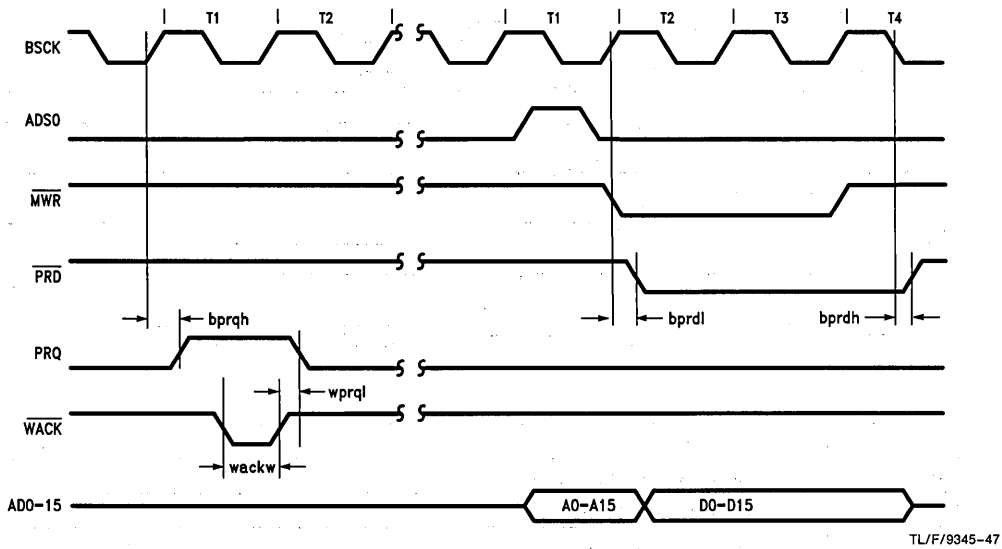 T1 T2 T1 T2 T3 T4
BSCK
ADS0
MWR
PRD
bprqh bprdl bprdh
PRQ
wprql
WACK
wackw
AD0-15 A0-A15 D0-D15
TL/F/9345-47